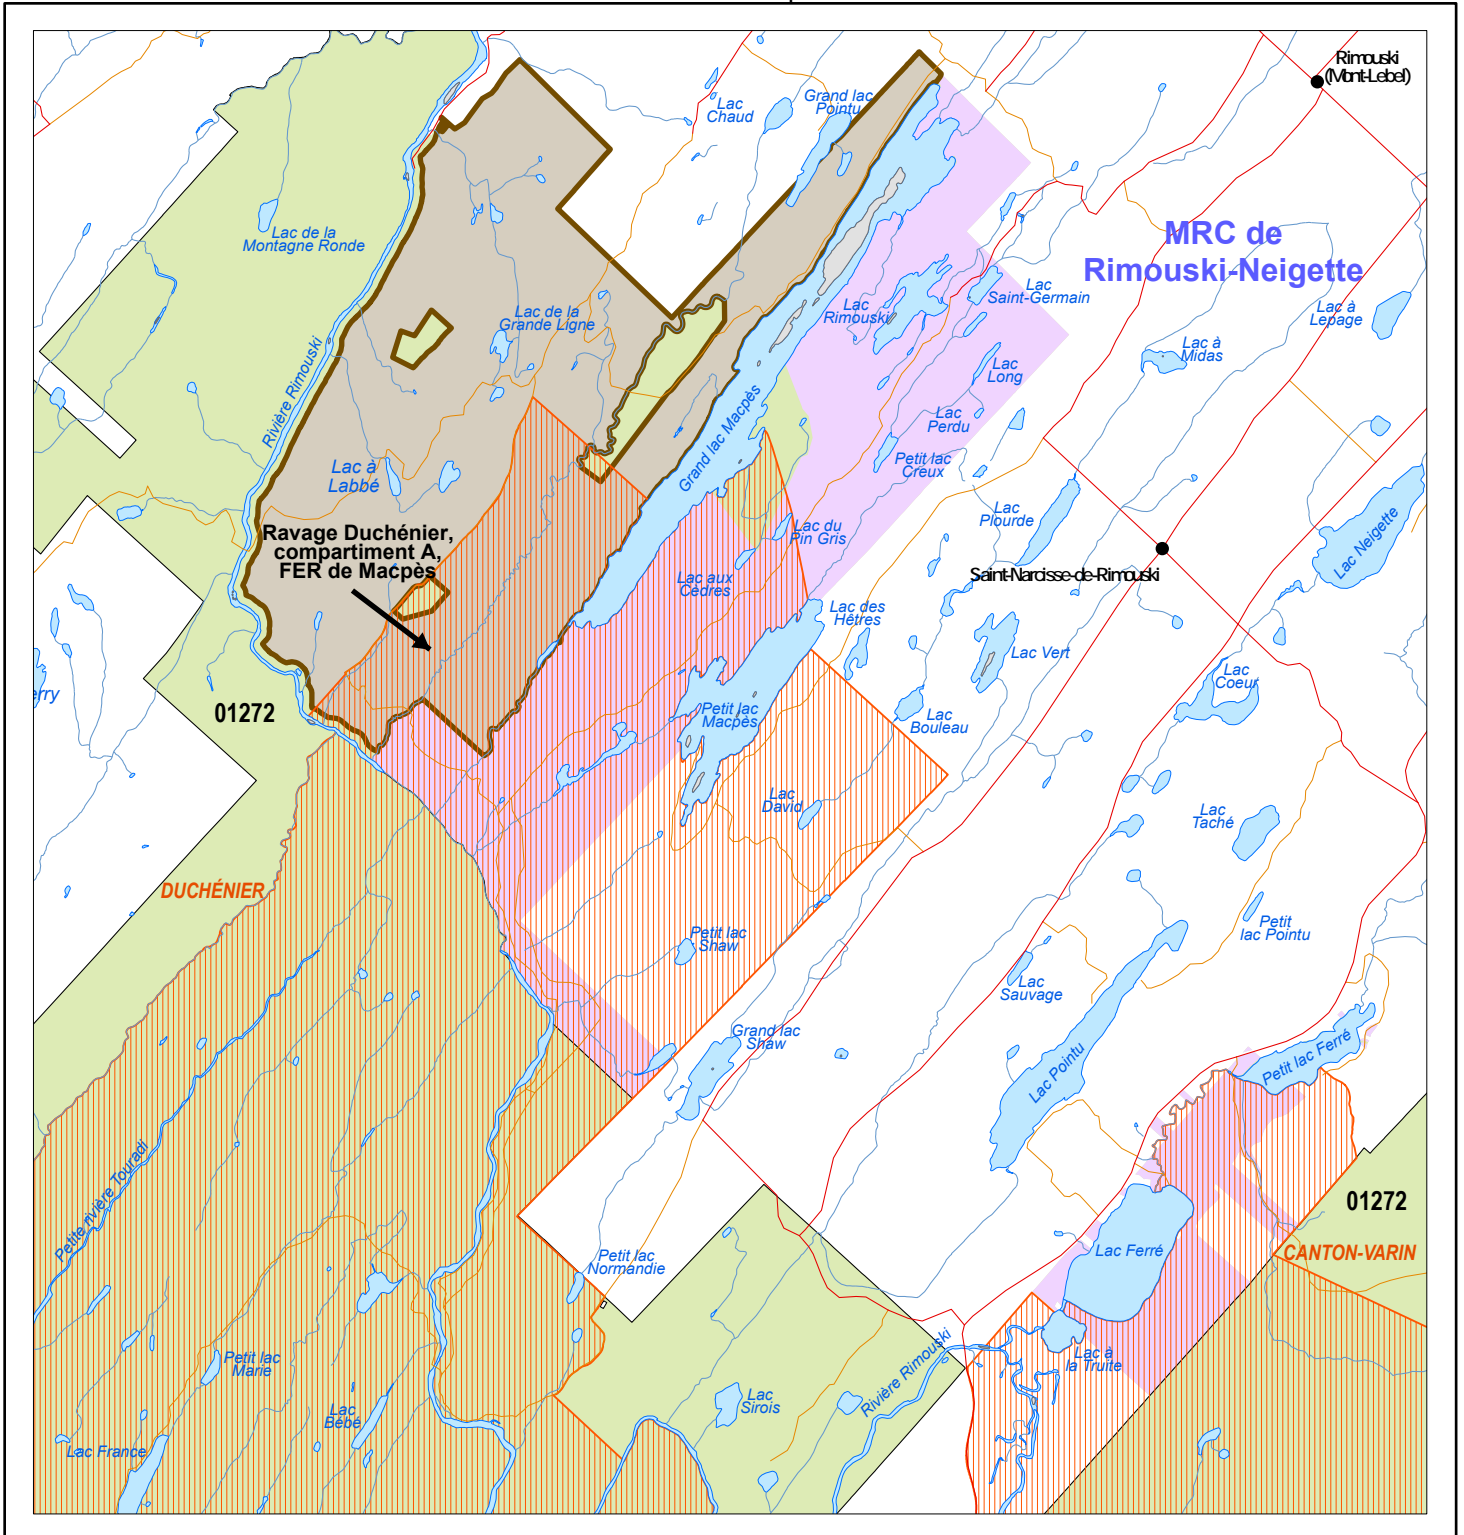 Rimouski
(Mont-Lebel)
Grand lac
Pointu
Lac
Chaud
Lac de la
Montagne Ronde
MRC de
Rimouski-Neigette
Lac
Saint-Germain
Lac
Rimouski
Lac à
Lepage
Lac de la
Grande Ligne
Lac à
Midas
Rivière Rimouski
Lac
Long
Grand lac Macpès
Lac
Perdu
Petit lac
Creux
Lac à
Labbé
Lac
Plourde
Lac du
Pin Gris
Lac Neigette
Ravage Duchénier,
compartiment A,
FER de Macpès
Saint-Narcisse-de-Rimouski
Lac aux
Cèdres
Lac des
Hêtres
Lac Vert
Lac
Coeur
erry
01272
Petit lac
Macpès
Lac
Bouleau
Lac
David
Lac
Taché
DUCHÉNIER
Petit
lac Pointu
Petit lac
Shaw
Lac
Sauvage
Grand lac
Shaw
Lac Pointu
Petit lac Ferré
Petite rivière Touradi
01272
Petit lac
Normandie
Lac Ferré
CANTON-VARIN
Petit lac
Marie
Rivière Rimouski
Lac à
la Truite
Lac
Bébé
Lac
Sirois
Lac France